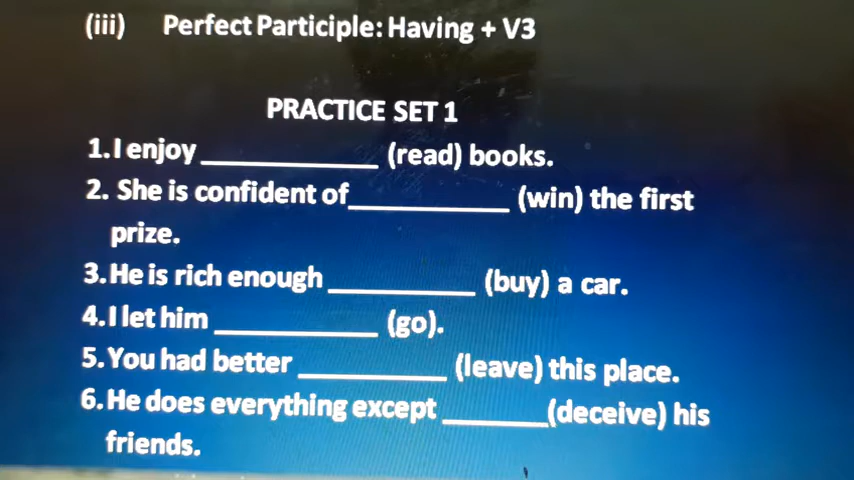 (iii) Perfect Participle: Having + V3
PRACTICE SET 1
1.I enjoy____________ (read) books.
2. She is confident of___________ (win) the first
prize.
3.He is rich enough __________ (buy) a car.
4.I let him ___________ (go).
5.You had better __________ (leave) this place.
6.He does everything except _______(deceive) his
friends.